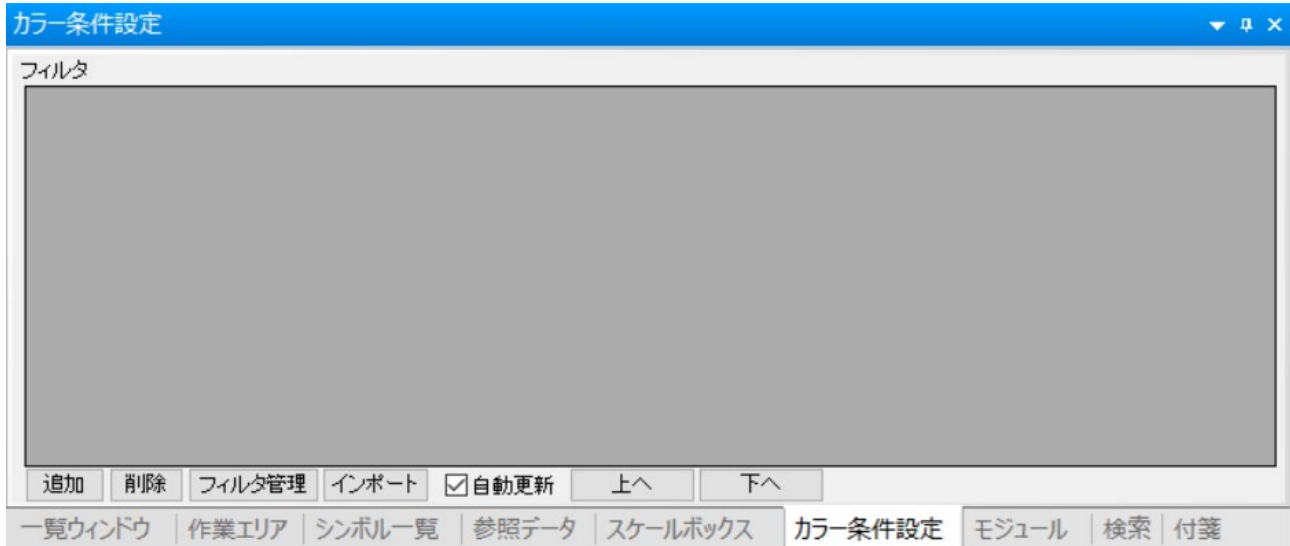 カラー条件設定
フィルタ
追加 削除 フィルタ管理 インポート 自動更新 上へ 下へ
一覧ウィンドウ 作業エリア シンボル一覧 参照データ スケールボックス カラー条件設定 モジュール 検索 付箋